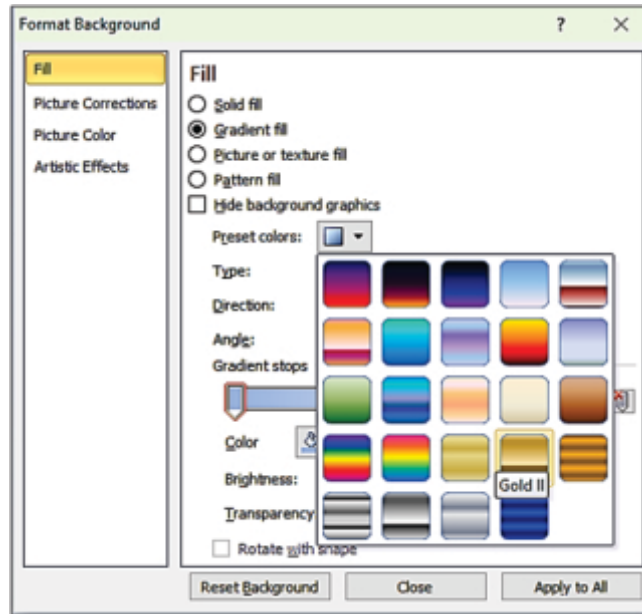 Format Background
?
Fill
Picture Corrections
Picture Color
Artistic Effects
Fill
Solid fill
Gradient fill
Picture or texture fill
Pattern fill
Hide background graphics
Preset colors:
Type:
Direction:
Angle:
Gradient stops
Color
Brightness:
Transparency
Rotate with shape
Gold II
Reset Background
Close
Apply to All